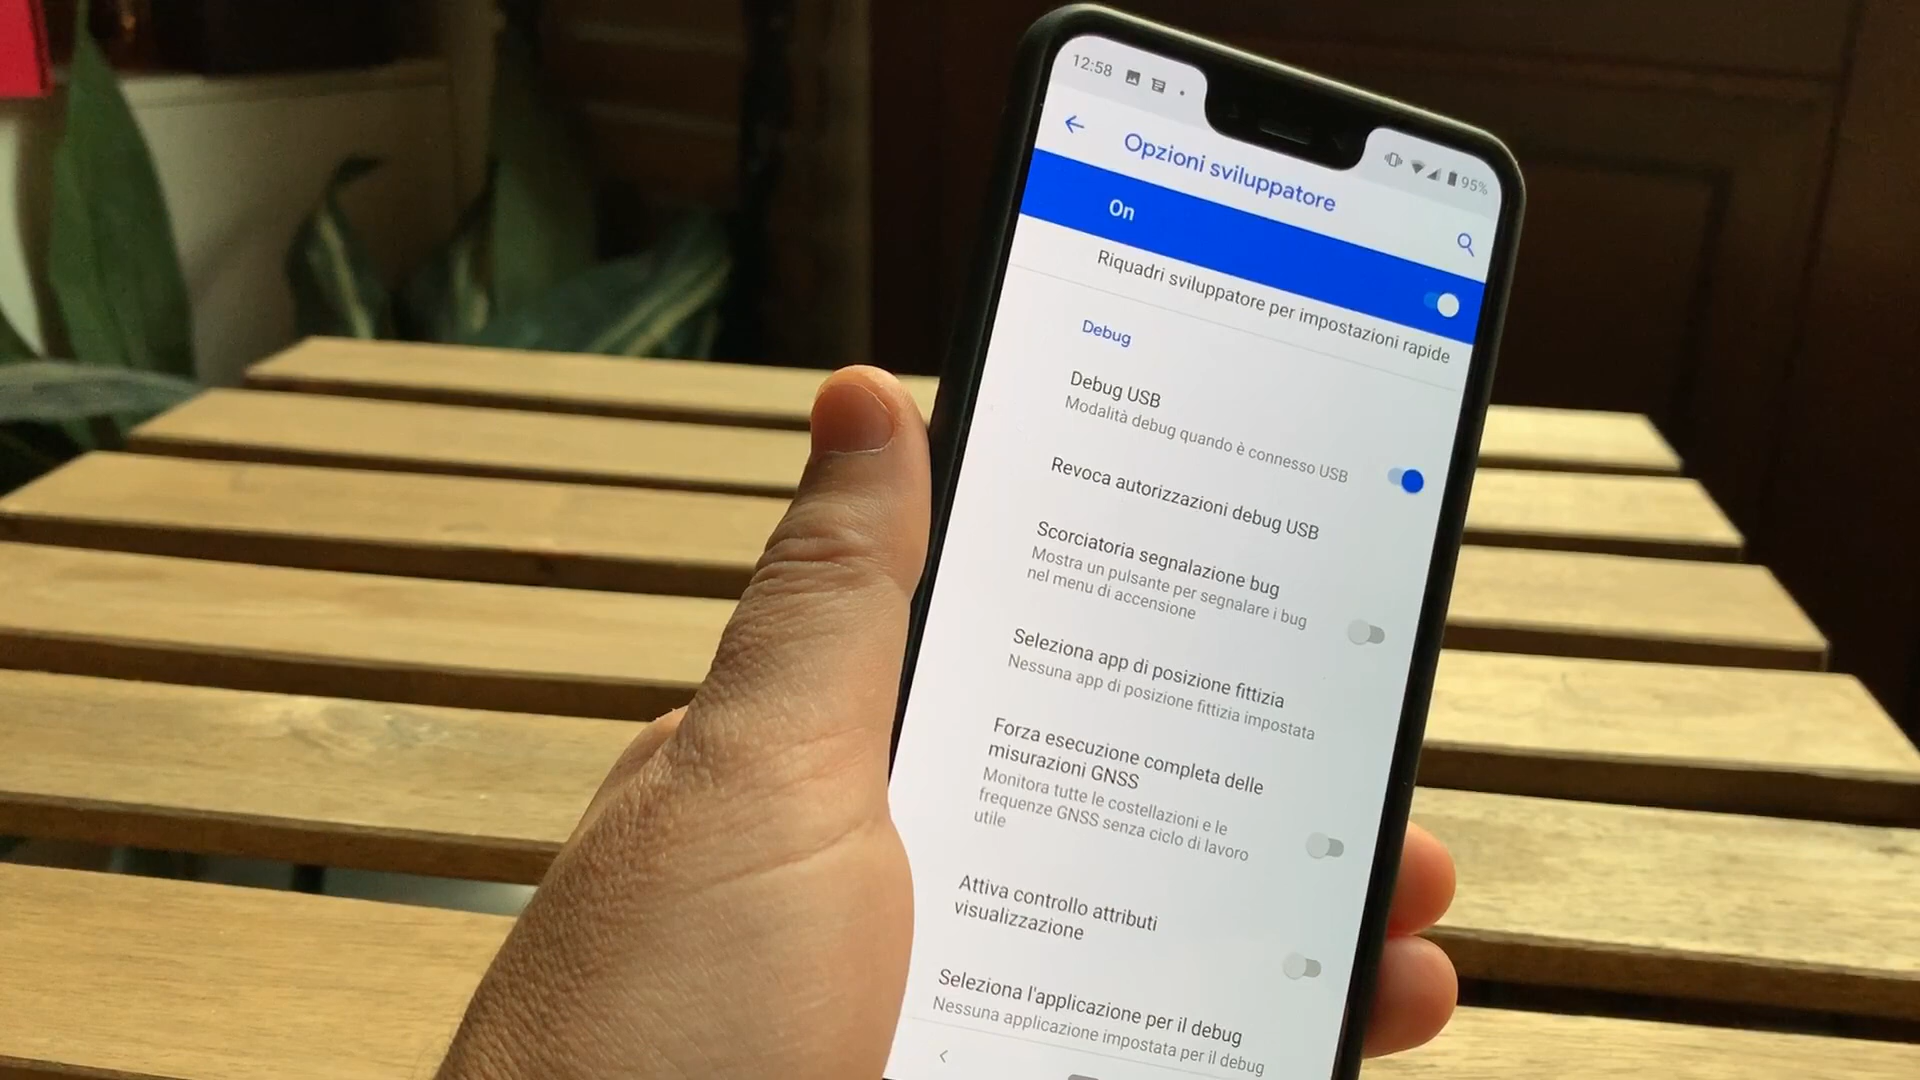 12:58
95%
Opzioni sviluppatore
On
Riquadri sviluppatore per impostazioni rapide
Debug
Debug USB
Modalità debug quando è connesso USB
Revoca autorizzazioni debug USB
Scorciatoria segnalazione bug
Mostra un pulsante per segnalare i bug
nel menu di accensione
Seleziona app di posizione fittizia
Nessuna app di posizione fittizia impostata
Forza esecuzione completa delle
misurazioni GNSS
Monitora tutte le costellazioni e le
frequenze GNSS senza ciclo di lavoro
utile
Attiva controllo attributi
visualizzazione
Seleziona l'applicazione per il debug
Nessuna applicazione impostata per il debug